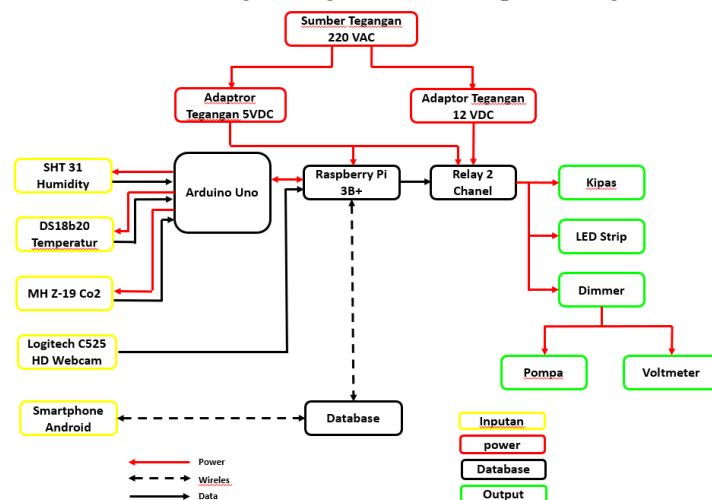 Sumber Tegangan
220 VAC
Adaptror
Tegangan 5VDC
Adaptor Tegangan
12 VDC
SHT 31
Humidity
Arduino Uno
Raspberry Pi
3B+
Relay 2
Chanel
Kipas
DS18b20
Temperatur
LED Strip
MH Z-19 Co2
Dimmer
Logitech C525
HD Webcam
Pompa
Voltmeter
Smartphone
Android
Database
Inputan
power
Database
Output
Power
Wireles
Data